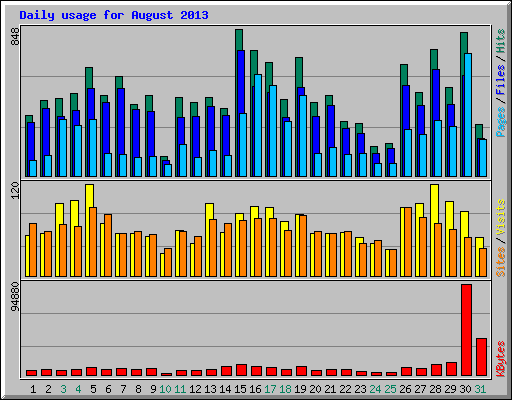 Daily usage for August 2013
848
Pages / Files / Hits
120
Sites / Visits
94880
KBytes
1 2 3 4 5 6 7 8 9 10 11 12 13 14 15 16 17 18 19 20 21 22 23 24 25 26 27 28 29 30 31